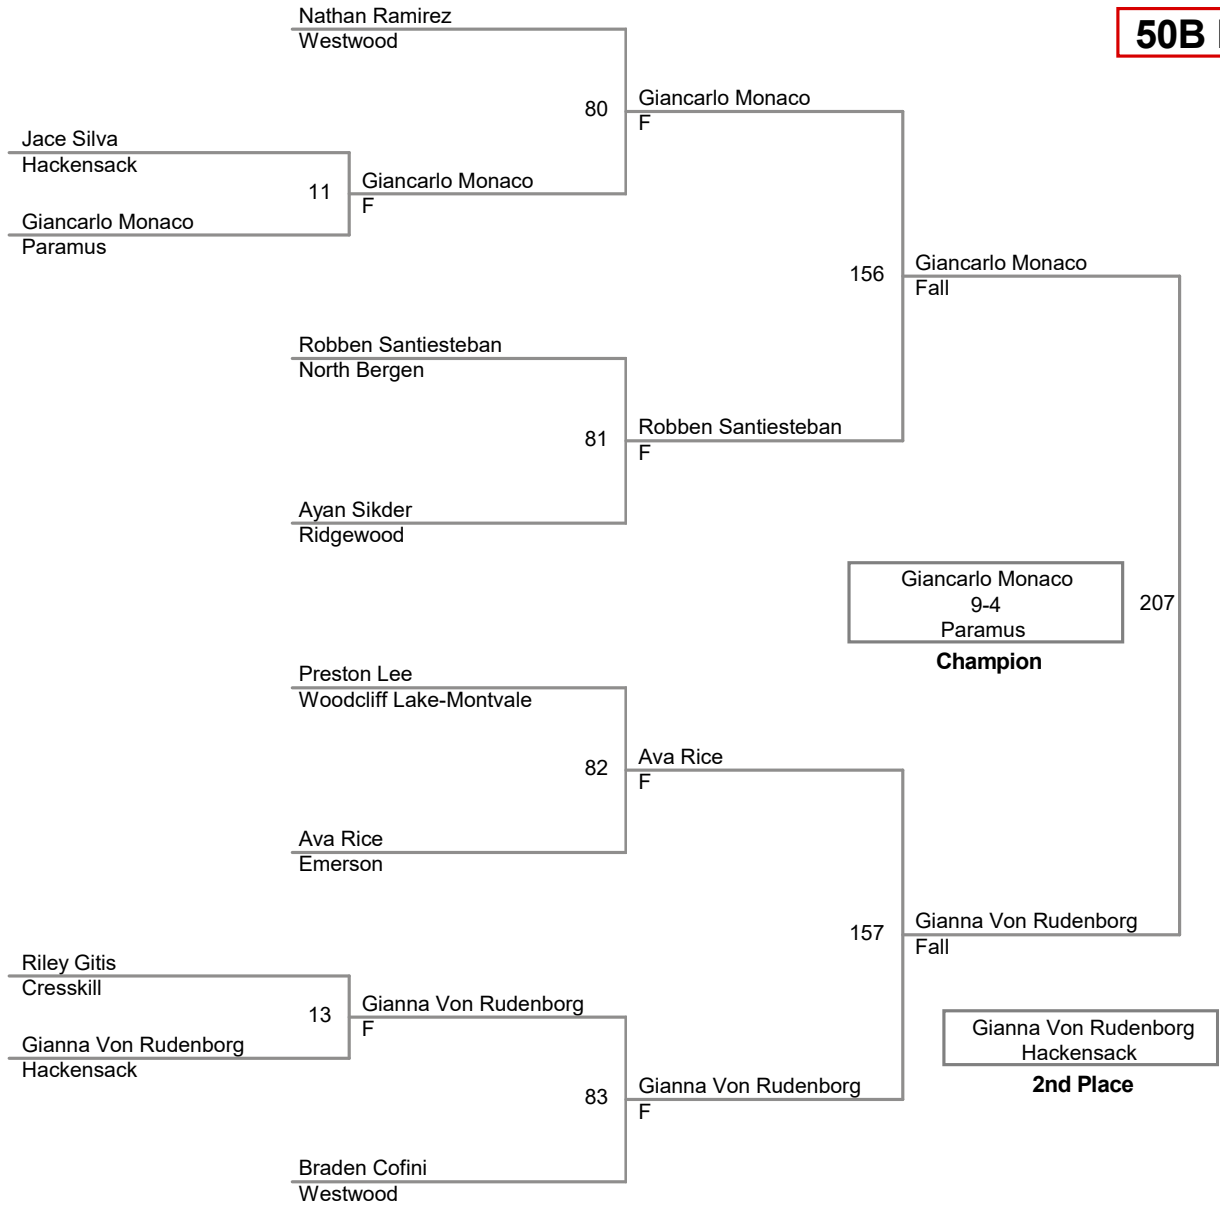 Nathan Ramirez
Westwood
50B
80
Giancarlo Monaco
F
Jace Silva
Hackensack
11
Giancarlo Monaco
F
Giancarlo Monaco
Paramus
156
Giancarlo Monaco
Fall
Robben Santiesteban
North Bergen
81
Robben Santiesteban
F
Ayan Sikder
Ridgewood
Giancarlo Monaco
9-4
Paramus
207
Champion
Preston Lee
Woodcliff Lake-Montvale
82
Ava Rice
F
Ava Rice
Emerson
157
Gianna Von Rudenborg
Fall
Riley Gitis
Cresskill
13
Gianna Von Rudenborg
F
Gianna Von Rudenborg
Hackensack
Gianna Von Rudenborg
Hackensack
2nd Place
83
Gianna Von Rudenborg
F
Braden Cofini
Westwood